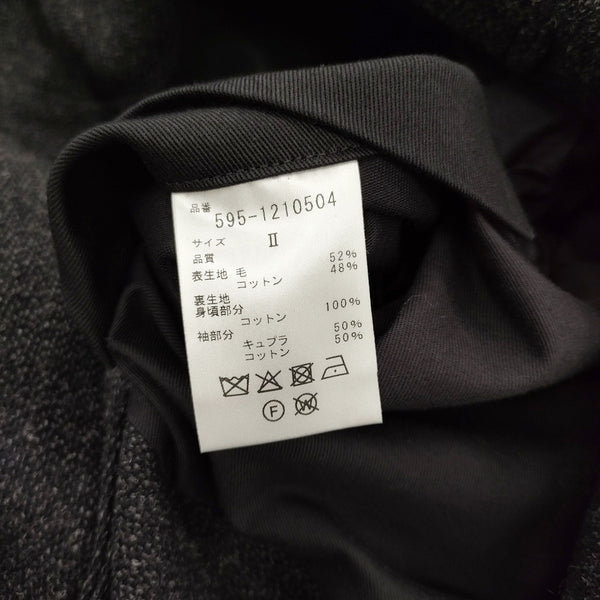 品番 595-1210504
サイズ Ⅱ
品質
表生地 毛 52%
コットン 48%
裏生地
身頃部分
コットン 100%
袖部分
キュプラ 50%
コットン 50%
F W